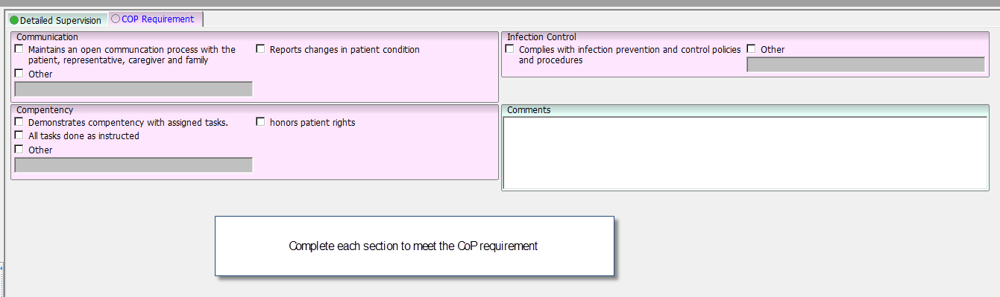 Detailed Supervision
COP Requirement
Communication
Maintains an open communcation process with the
patient, representative, caregiver and family
Reports changes in patient condition
Other
Infection Control
Complies with infection prevention and control policies
and procedures
Other
Compentency
Demonstrates compentency with assigned tasks.
honors patient rights
All tasks done as instructed
Other
Comments
Complete each section to meet the CoP requirement